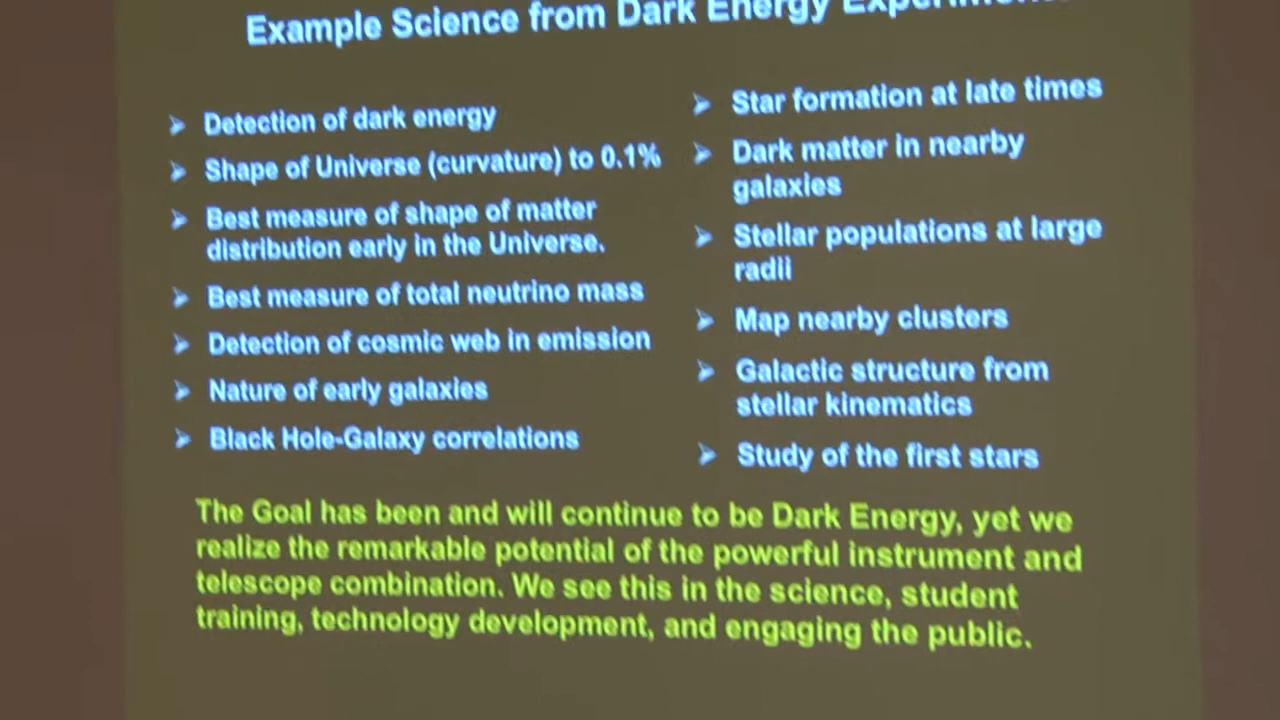 Example Science from Dark Energy
Detection of dark energy
Shape of Universe (curvature) to 0.1%
Best measure of shape of matter
distribution early in the Universe.
Best measure of total neutrino mass
Detection of cosmic web in emission
Nature of early galaxies
Black Hole-Galaxy correlations
Star formation at late times
Dark matter in nearby
galaxies
Stellar populations at large
radii
Map nearby clusters
Galactic structure from
stellar kinematics
Study of the first stars
The Goal has been and will continue to be Dark Energy, yet we
realize the remarkable potential of the powerful instrument and
telescope combination. We see this in the science, student
training, technology development, and engaging the public.